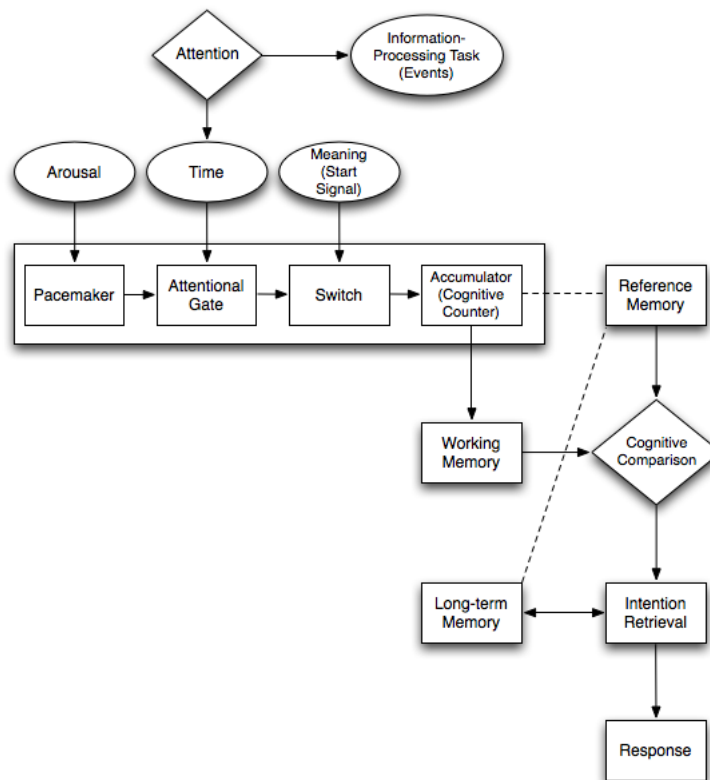 Attention
Information-
Processing Task
(Events)
Arousal
Time
Meaning
(Start
Signal)
Pacemaker
Attentional
Gate
Switch
Accumulator
(Cognitive
Counter)
Reference
Memory
Working
Memory
Cognitive
Comparison
Long-term
Memory
Intention
Retrieval
Response